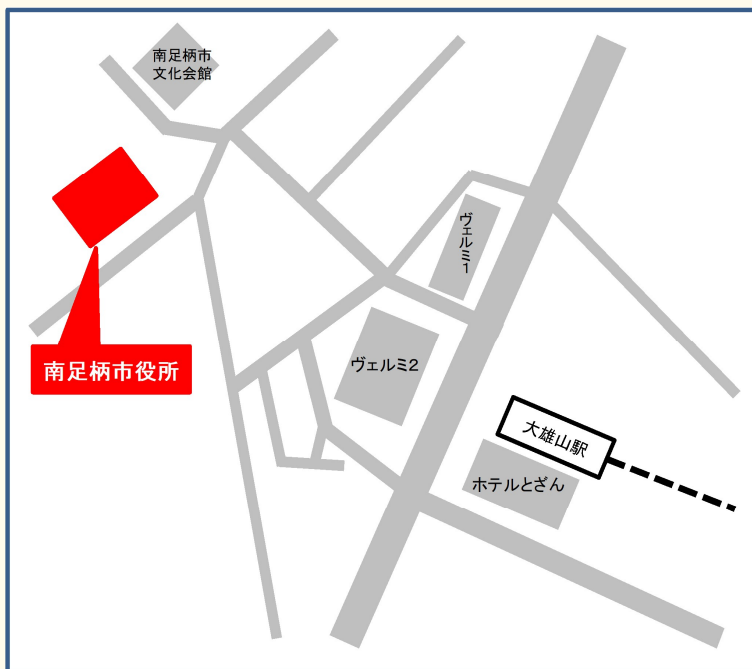 南足柄市
文化会館
ヴェルミ1
ヴェルミ2
南足柄市役所
大雄山駅
ホテルとざん